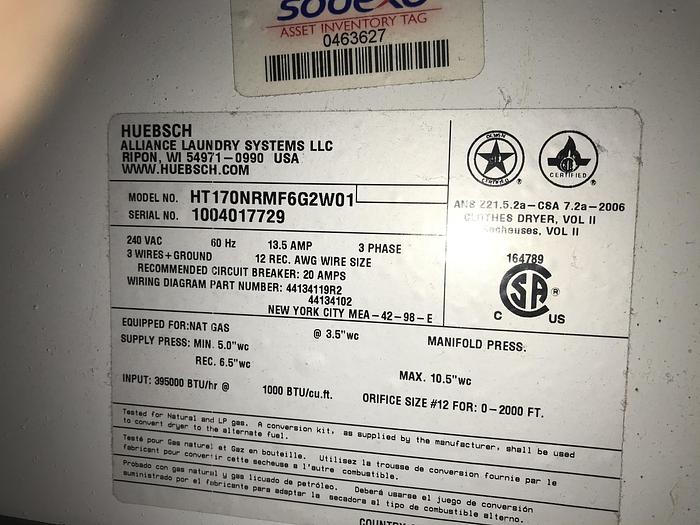 sodexo
ASSET INVENTORY TAG
0463627
HUEBSCH
ALLIANCE LAUNDRY SYSTEMS LLC
RIPON, WI 54971-0990 USA
WWW.HUEBSCH.COM
MODEL NO. HT170NRMF6G2W01
SERIAL NO. 1004017729
DESIGN
CERTIFIED
ANS Z21.5.2a-CSA 7.2a-2006
CLOTHES DRYER, VOL II
Secheuses, VOL II
164789
CSA ®
C US
240 VAC 60 Hz 13.5 AMP 3 PHASE
3 WIRES+GROUND 12 REC. AWG WIRE SIZE
RECOMMENDED CIRCUIT BREAKER: 20 AMPS
WIRING DIAGRAM PART NUMBER: 44134119R2
44134102
NEW YORK CITY MEA-42-98-E
EQUIPPED FOR:NAT GAS @ 3.5"wc MANIFOLD PRESS.
SUPPLY PRESS: MIN. 5.0"wc
REC. 6.5"wc MAX. 10.5"wc
INPUT: 395000 BTU/hr @ 1000 BTU/cu.ft. ORIFICE SIZE #12 FOR: 0-2000 FT.
Tested for Natural and LP gas. A conversion kit, as supplied by the manufacturer, shall be used
to convert dryer to the alternate fuel.
Testé pour Gas naturel et Gaz en bouteille. Utilisez la trousse de conversion fournie par le
fabricant pour convertir cette secheuse a l'autre combustible.
Probado con gas natural y gas licuado de petróleo. Deberá usarse el juego de conversión
suministrado por el fabricante para adaptar la secadora al tipo de combustible alterno.